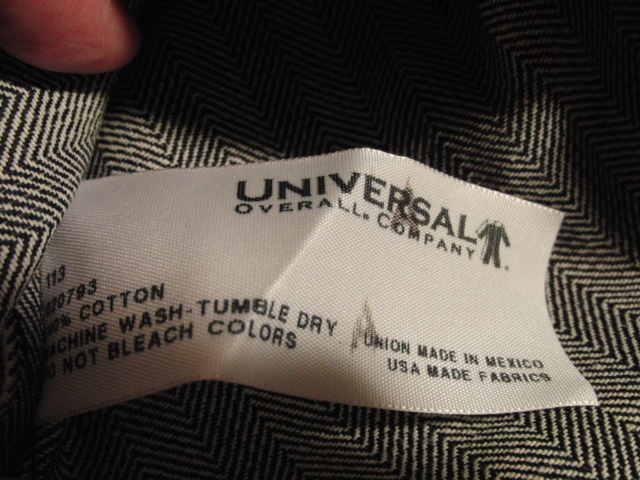 UNIVERSAL
OVERALL. COMPANY
113
COTTON
MACHINE WASH-TUMBLE DRY
DO NOT BLEACH COLORS
UNION MADE IN MEXICO
USA MADE FABRICS